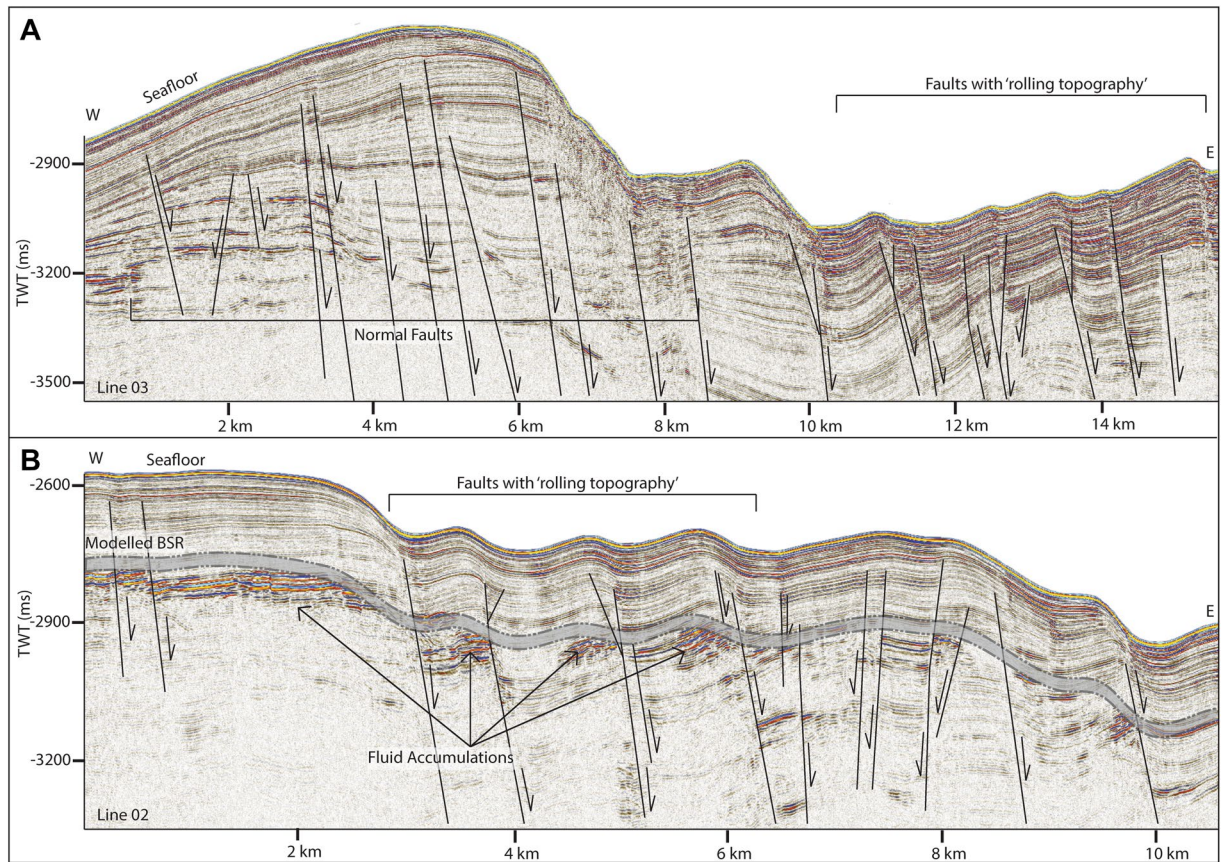 A
Seafloor
Faults with 'rolling topography'
W
E
-2900
-3200
-3500
TWT (ms)
Normal Faults
Line 03
2 km
4 km
6 km
8 km
10 km
12 km
14 km
B
W
Seafloor
Faults with 'rolling topography'
-2600
Modelled BSR
E
-2900
TWT (ms)
Fluid Accumulations
-3200
Line 02
2 km
4 km
6 km
8 km
10 km